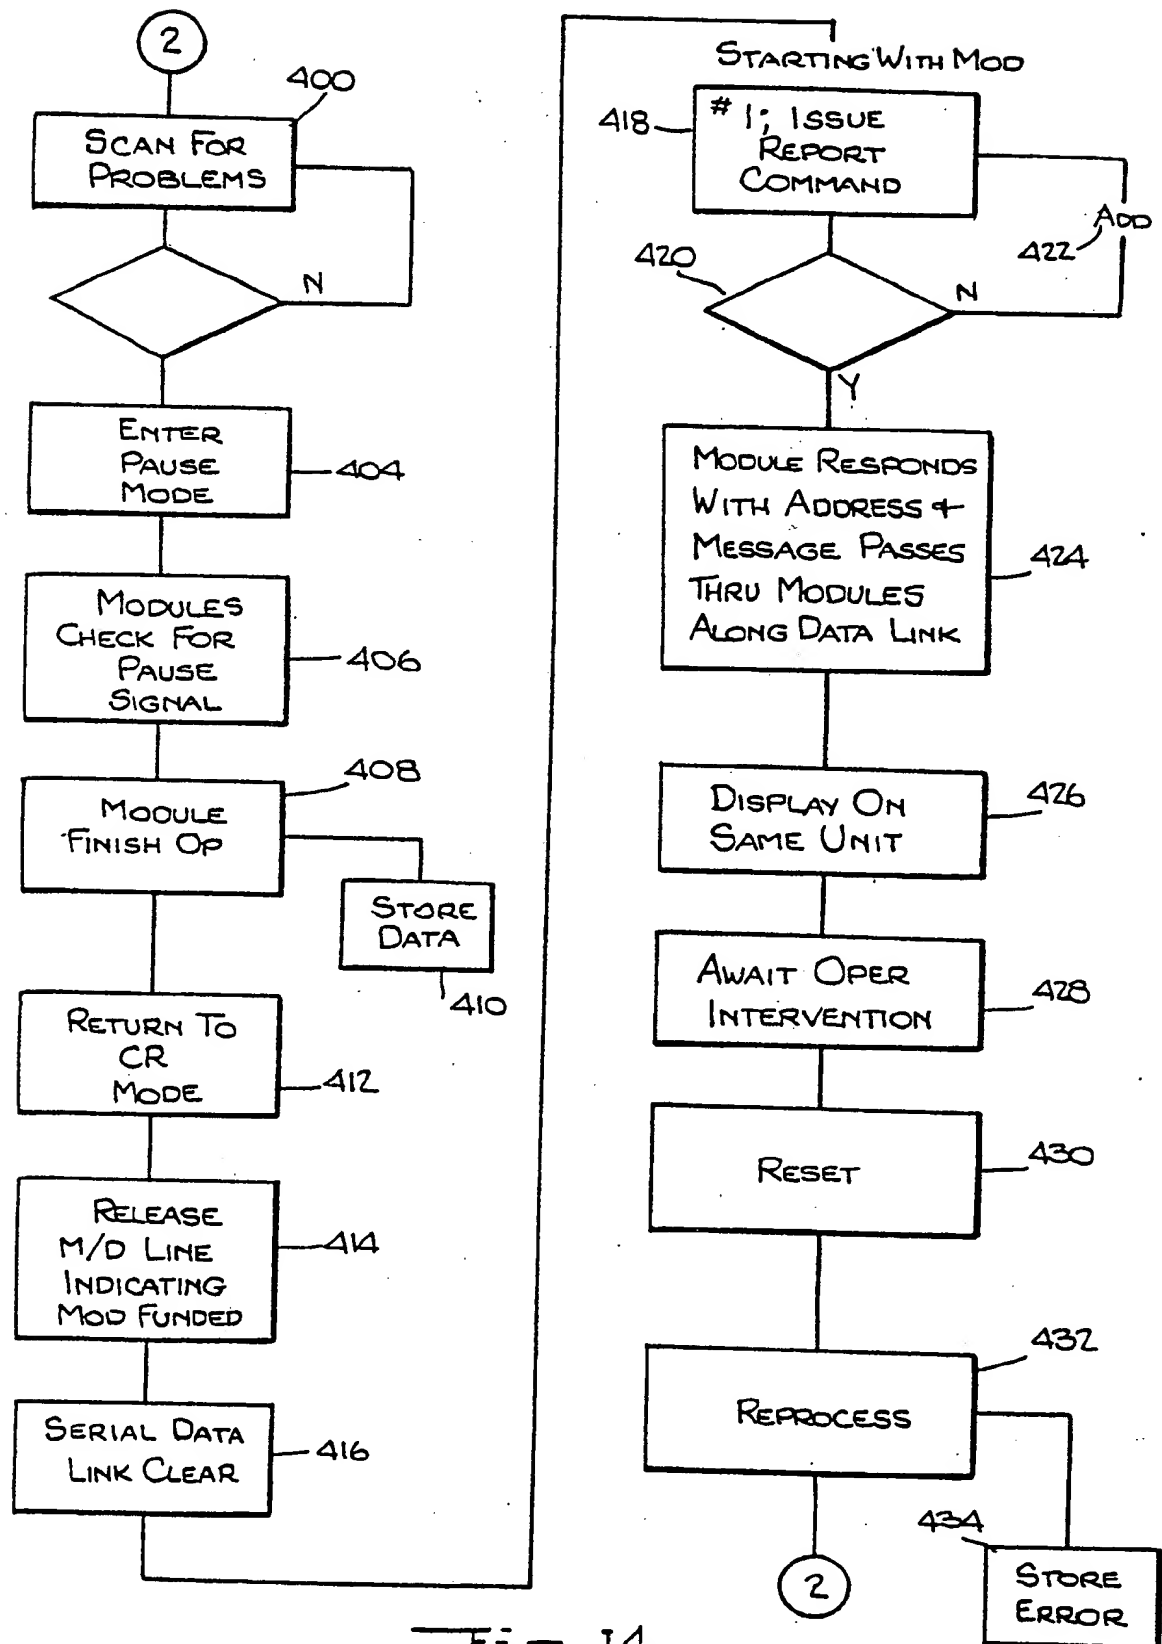 2
400
SCAN FOR
PROBLEMS
N
ENTER
PAUSE
MODE
404
MODULES
CHECK FOR
PAUSE
SIGNAL
406
408
MODULE
FINISH OP
STORE
DATA
410
RETURN TO
CR
MODE
412
RELEASE
M/D LINE
INDICATING
MOD FUNDED
414
SERIAL DATA
LINK CLEAR
416
STARTING WITH MOD
418
# 1; ISSUE
REPORT
COMMAND
ADD
422
420
N
Y
MODULE RESPONDS
WITH ADDRESS +
MESSAGE PASSES
THRU MODULES
ALONG DATA LINK
424
DISPLAY ON
SAME UNIT
426
AWAIT OPER
INTERVENTION
428
RESET
430
432
REPROCESS
434
STORE
ERROR
2